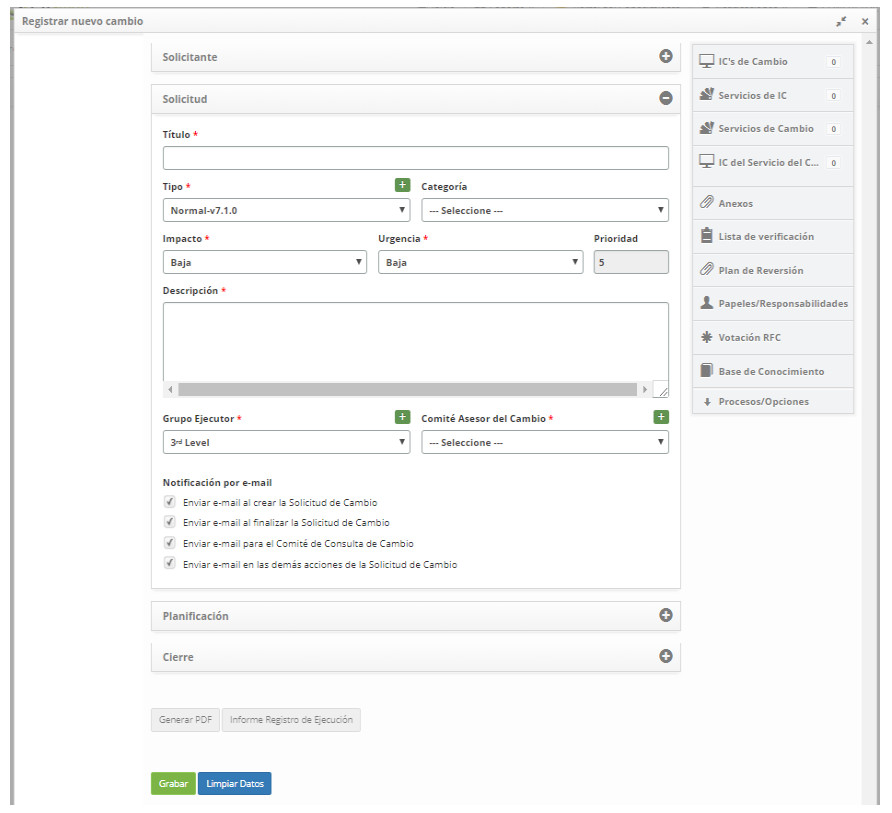 Registrar nuevo cambio
Solicitante
Solicitud
Título *
Tipo * Categoría
Normal-v7.1.0 --- Seleccione ---
Impacto * Urgencia * Prioridad
Baja Baja 5
Descripción *
Grupo Ejecutor * Comité Asesor del Cambio *
3rd Level --- Seleccione ---
Notificación por e-mail
Enviar e-mail al crear la Solicitud de Cambio
Enviar e-mail al finalizar la Solicitud de Cambio
Enviar e-mail para el Comité de Consulta de Cambio
Enviar e-mail en las demás acciones de la Solicitud de Cambio
Planificación
Cierre
Generar PDF Informe Registro de Ejecución
Grabar Limpiar Datos
IC's de Cambio 0
Servicios de IC 0
Servicios de Cambio 0
IC del Servicio del C... 0
Anexos
Lista de verificación
Plan de Reversión
Papeles/Responsabilidades
Votación RFC
Base de Conocimiento
Procesos/Opciones